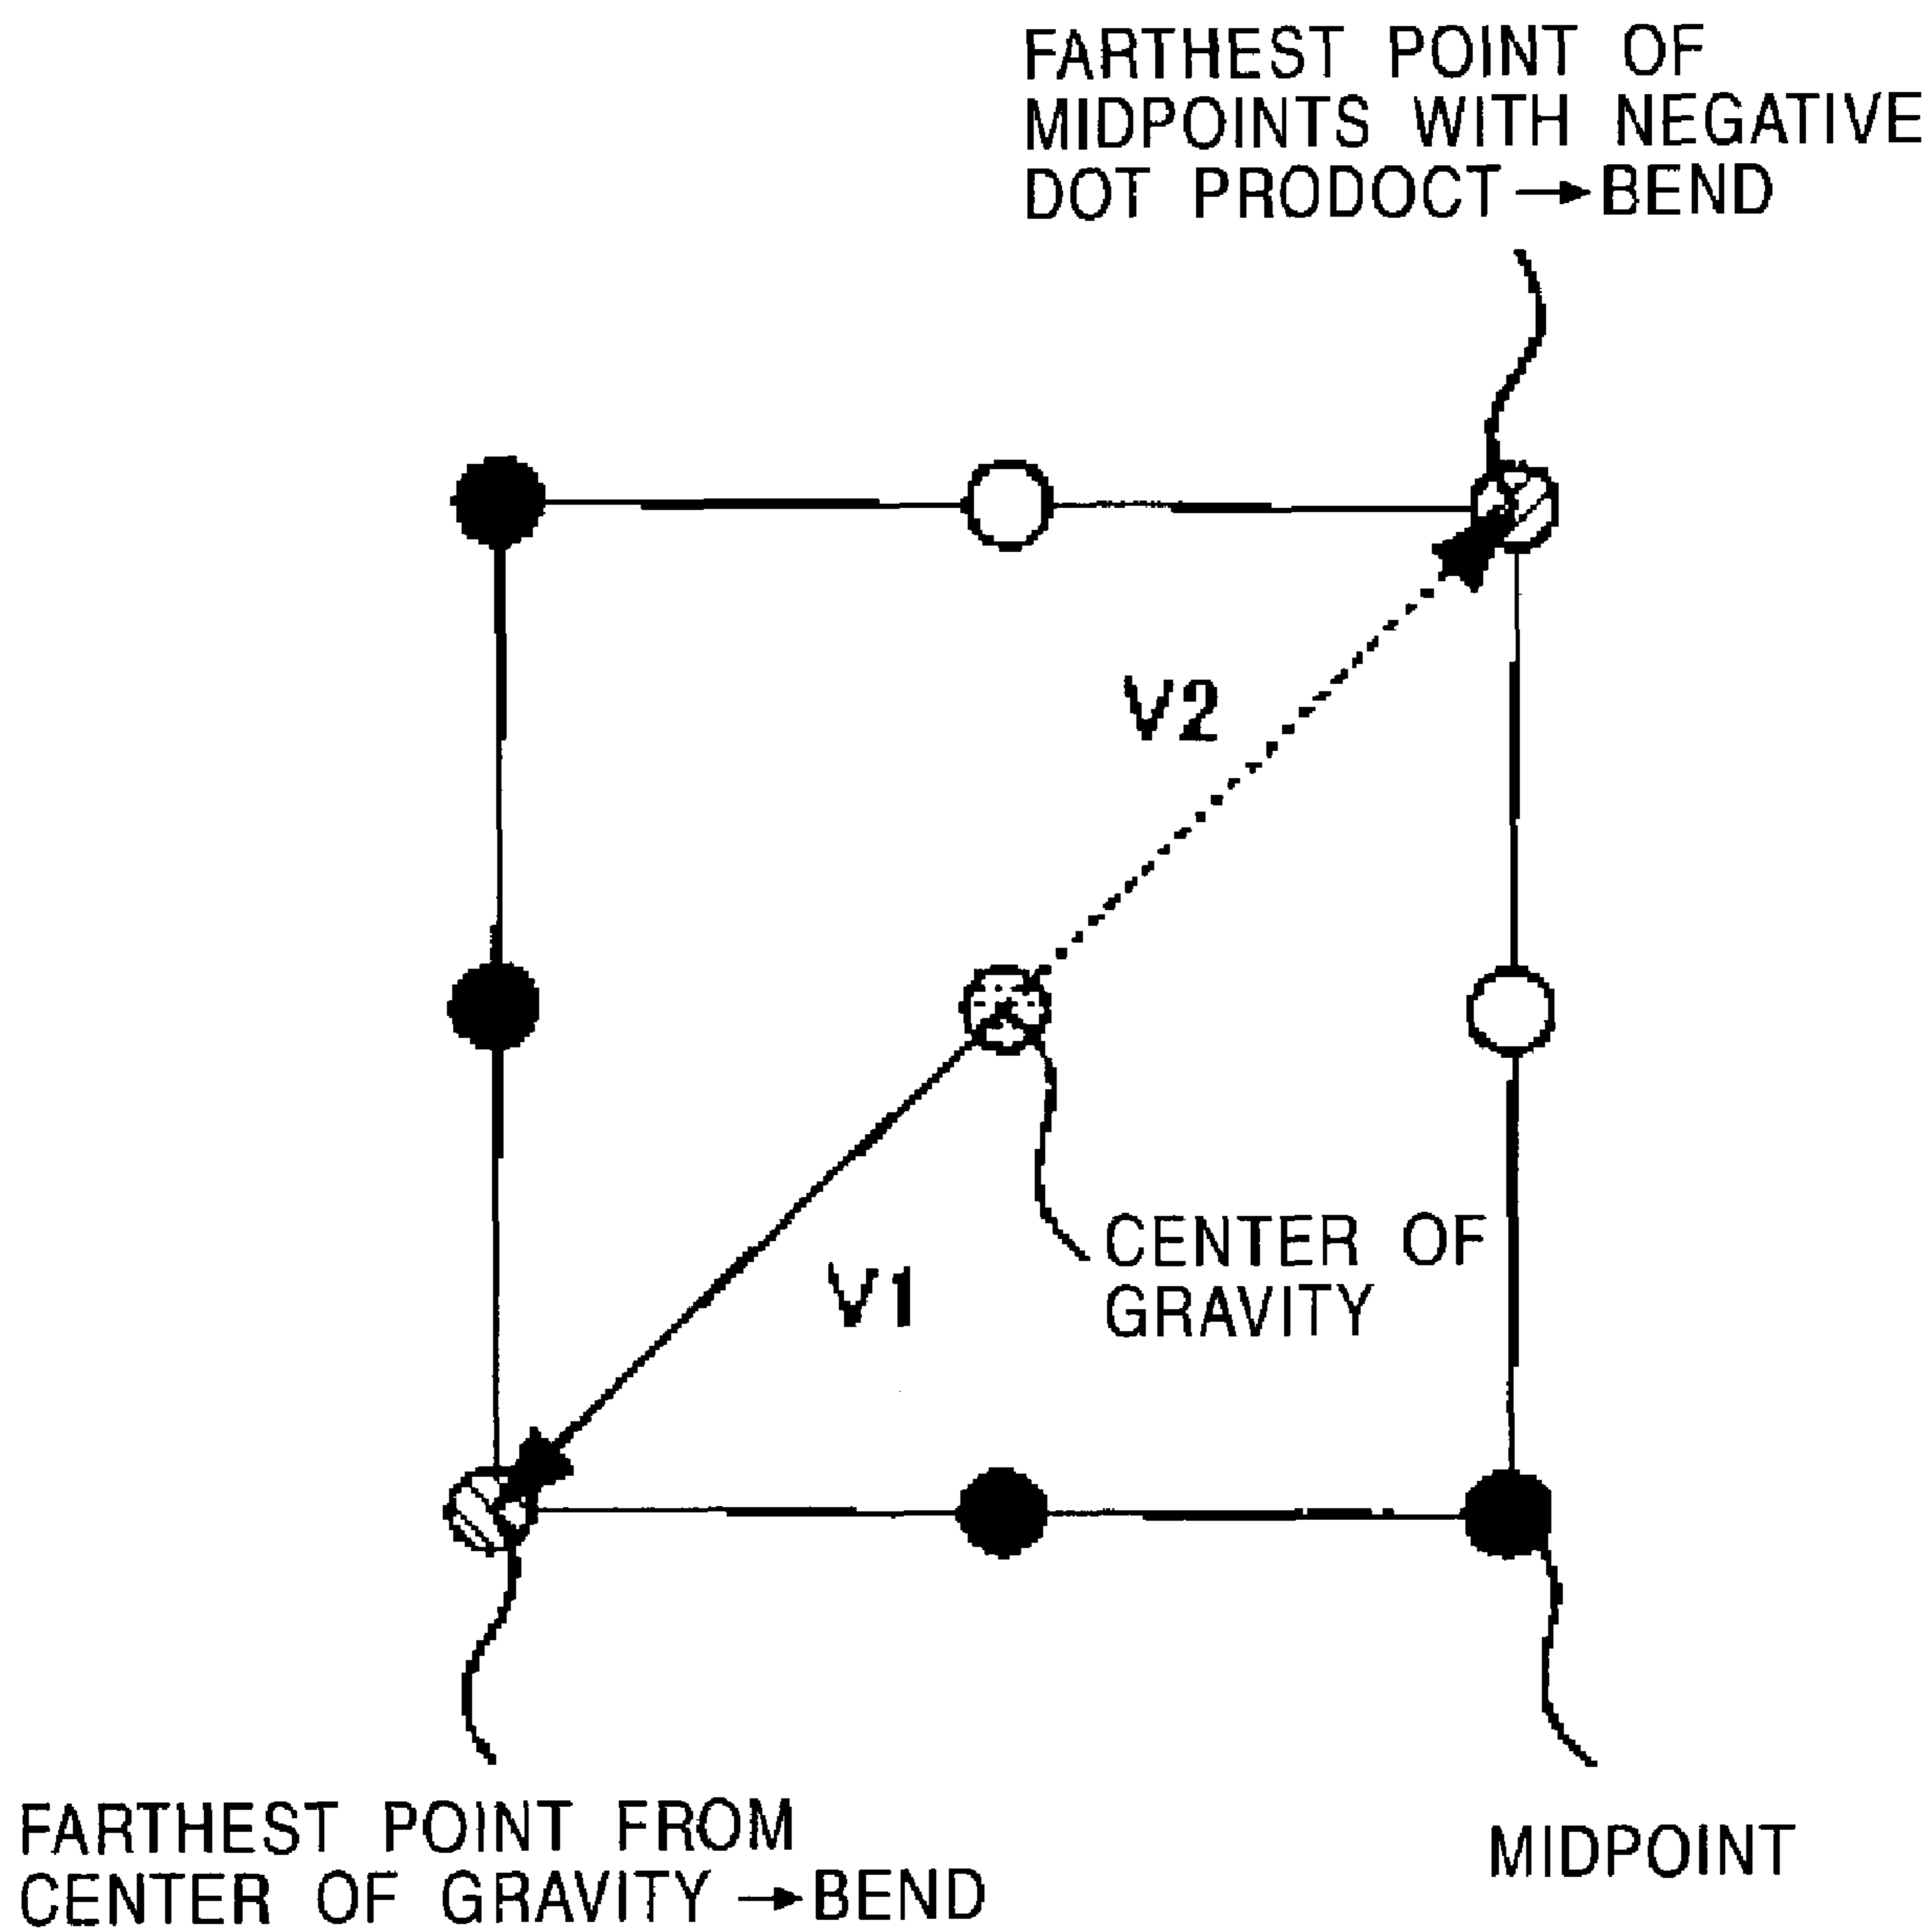 FARTHEST POINT OF
MIDPOINTS WITH NEGATIVE
DOT PRODOCT → BEND
V2
CENTER OF
GRAVITY
V1
FARTHEST POINT FROM
CENTER OF GRAVITY → BEND
MIDPOINT